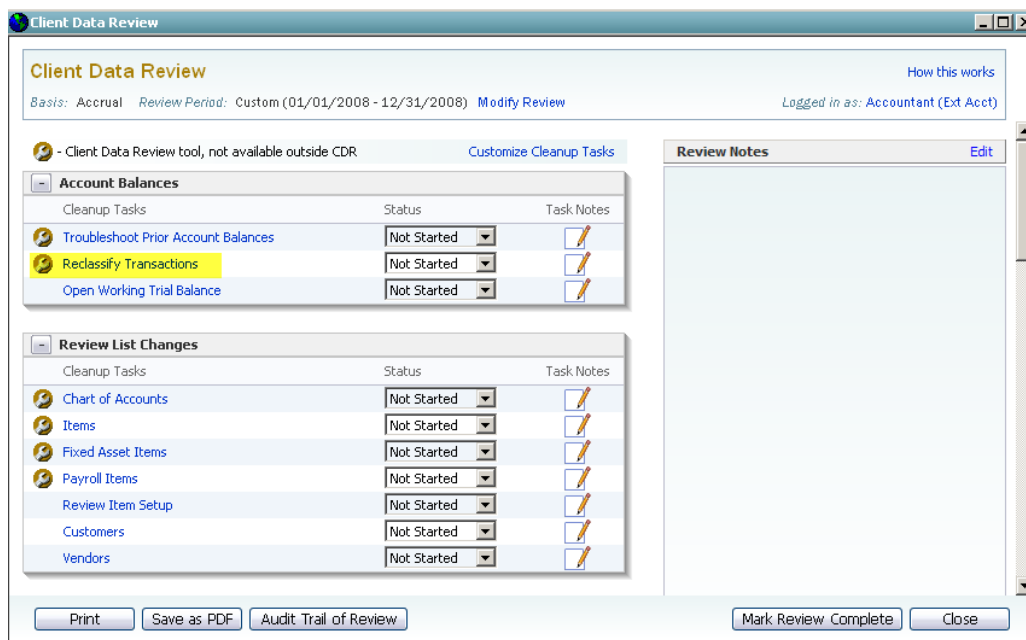 Client Data Review
Client Data Review
How this works
Basis: Accrual Review Period: Custom (01/01/2008 - 12/31/2008) Modify Review
Logged in as: Accountant (Ext Acct)
- Client Data Review tool, not available outside CDR
Customize Cleanup Tasks
Account Balances
Cleanup Tasks Status Task Notes
Troubleshoot Prior Account Balances Not Started
Reclassify Transactions Not Started
Open Working Trial Balance Not Started
Review List Changes
Cleanup Tasks Status Task Notes
Chart of Accounts Not Started
Items Not Started
Fixed Asset Items Not Started
Payroll Items Not Started
Review Item Setup Not Started
Customers Not Started
Vendors Not Started
Review Notes Edit
Print Save as PDF Audit Trail of Review Mark Review Complete Close